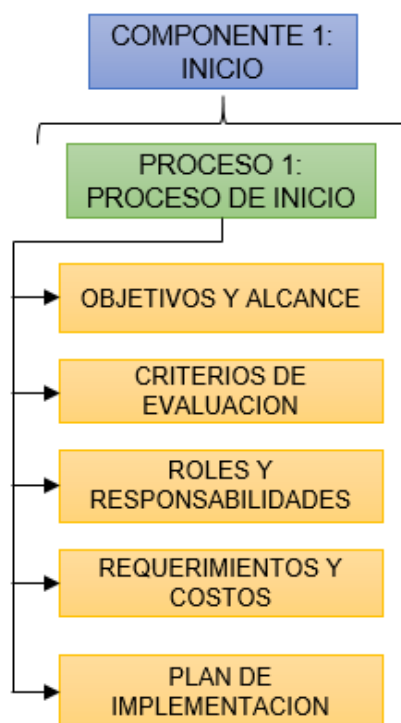 COMPONENTE 1:
INICIO
PROCESO 1:
PROCESO DE INICIO
OBJETIVOS Y ALCANCE
CRITERIOS DE
EVALUACION
ROLES Y
RESPONSABILIDADES
REQUERIMIENTOS Y
COSTOS
PLAN DE
IMPLEMENTACION